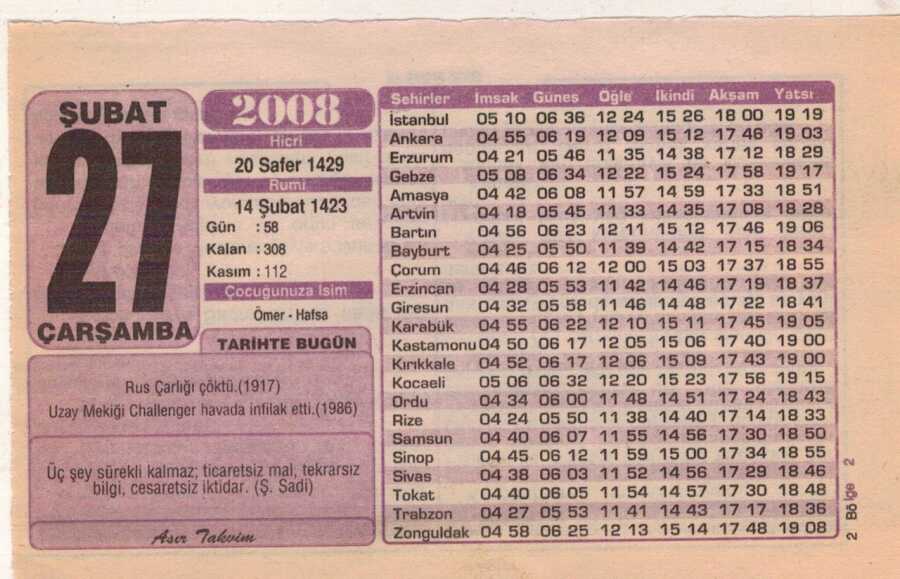 ŞUBAT
27
ÇARŞAMBA
2008
Hicri
20 Safer 1429
Rumi
14 Şubat 1423
Gün : 58
Kalan : 308
Kasım : 112
Çocuğunuza İsim
Ömer - Hafsa
TARİHTE BUGÜN
Rus Çarlığı çöktü.(1917)
Uzay Mekiği Challenger havada infilak etti.(1986)
Üç şey sürekli kalmaz; ticaretsiz mal, tekrarsız
bilgi, cesaretsiz iktidar. (Ş. Sadi)
Asır Takvim
Şehirler İmsak Güneş Öğle İkindi Akşam Yatsı
İstanbul 05 10 06 36 12 24 15 26 18 00 19 19
Ankara 04 55 06 19 12 09 15 12 17 46 19 03
Erzurum 04 21 05 46 11 35 14 38 17 12 18 29
Gebze 05 08 06 34 12 22 15 24 17 58 19 17
Amasya 04 42 06 08 11 57 14 59 17 33 18 51
Artvin 04 18 05 45 11 33 14 35 17 08 18 28
Bartın 04 56 06 23 12 11 15 12 17 46 19 06
Bayburt 04 25 05 50 11 39 14 42 17 15 18 34
Çorum 04 46 06 12 12 00 15 03 17 37 18 55
Erzincan 04 28 05 53 11 42 14 46 17 19 18 37
Giresun 04 32 05 58 11 46 14 48 17 22 18 41
Karabük 04 55 06 22 12 10 15 11 17 45 19 05
Kastamonu 04 50 06 17 12 05 15 06 17 40 19 00
Kırıkkale 04 52 06 17 12 06 15 09 17 43 19 00
Kocaeli 05 06 06 32 12 20 15 23 17 56 19 15
Ordu 04 34 06 00 11 48 14 51 17 24 18 43
Rize 04 24 05 50 11 38 14 40 17 14 18 33
Samsun 04 40 06 07 11 55 14 56 17 30 18 50
Sinop 04 45 06 12 11 59 15 00 17 34 18 55
Sivas 04 38 06 03 11 52 14 56 17 29 18 46
Tokat 04 40 06 05 11 54 14 57 17 30 18 48
Trabzon 04 27 05 53 11 41 14 43 17 17 18 36
Zonguldak 04 58 06 25 12 13 15 14 17 48 19 08
2 Bölge 2